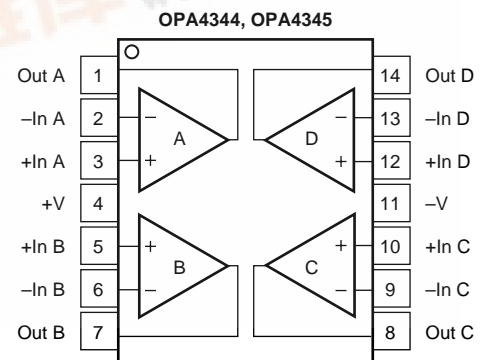 OPA4344, OPA4345
Out A 1 14 Out D
–In A 2 – – 13 –In D
A D
+In A 3 + + 12 +In D
+V 4 11 –V
+In B 5 + + 10 +In C
B C
–In B 6 – – 9 –In C
Out B 7 8 Out C